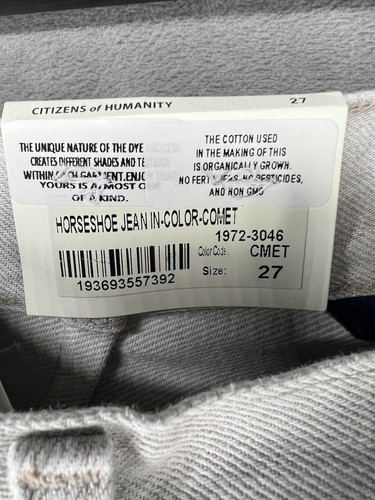 CITIZENS of HUMANITY 27
THE UNIQUE NATURE OF THE DYE
CREATES DIFFERENT SHADES AND TE
WITHIN EACH GARMENT. ENJO
YOURS IS ALMOST O
OF A KIND.
THE COTTON USED
IN THE MAKING OF THIS
IS ORGANICALLY GROWN.
NO FERTILIZERS, NO PESTICIDES,
AND NON GMO
HORSESHOE JEAN IN-COLOR-COMET
1972-3046
Color Code: CMET
Size: 27
193693557392